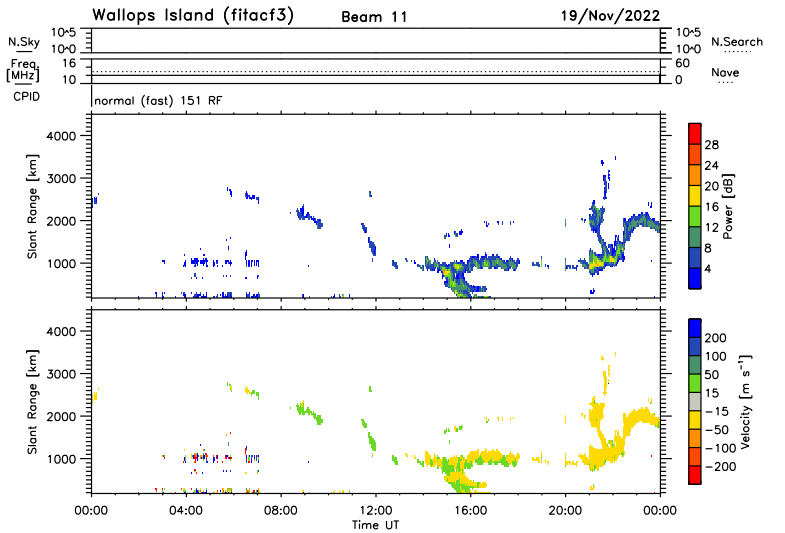 Wallops Island (fitacf3) Beam 11 19/Nov/2022
N.Sky 10^5 10^0 10^5 10^0 N.Search
Freq. [MHz] 16 10 60 0 Nave
CPID normal (fast) 151 RF
Slant Range [km]
4000
3000
2000
1000
Power [dB]
28
24
20
16
12
8
4
Slant Range [km]
4000
3000
2000
1000
Velocity [m s⁻¹]
200
100
50
15
−15
−50
−100
−200
00:00 04:00 08:00 12:00 16:00 20:00 00:00
Time UT